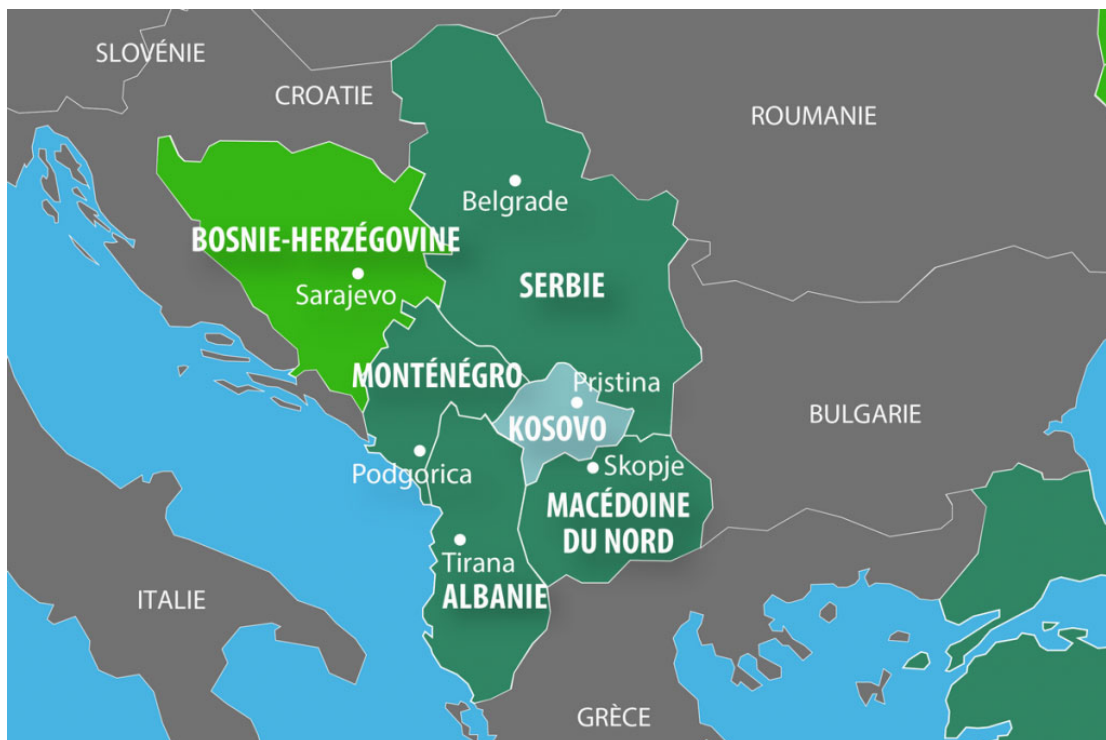 SLOVÉNIE
CROATIE
ROUMANIE
Belgrade
BOSNIE-HERZÉGOVINE
Sarajevo
SERBIE
MONTÉNÉGRO
Pristina
KOSOVO
BULGARIE
Podgorica
Skopje
MACÉDOINE
DU NORD
Tirana
ALBANIE
ITALIE
GRÈCE